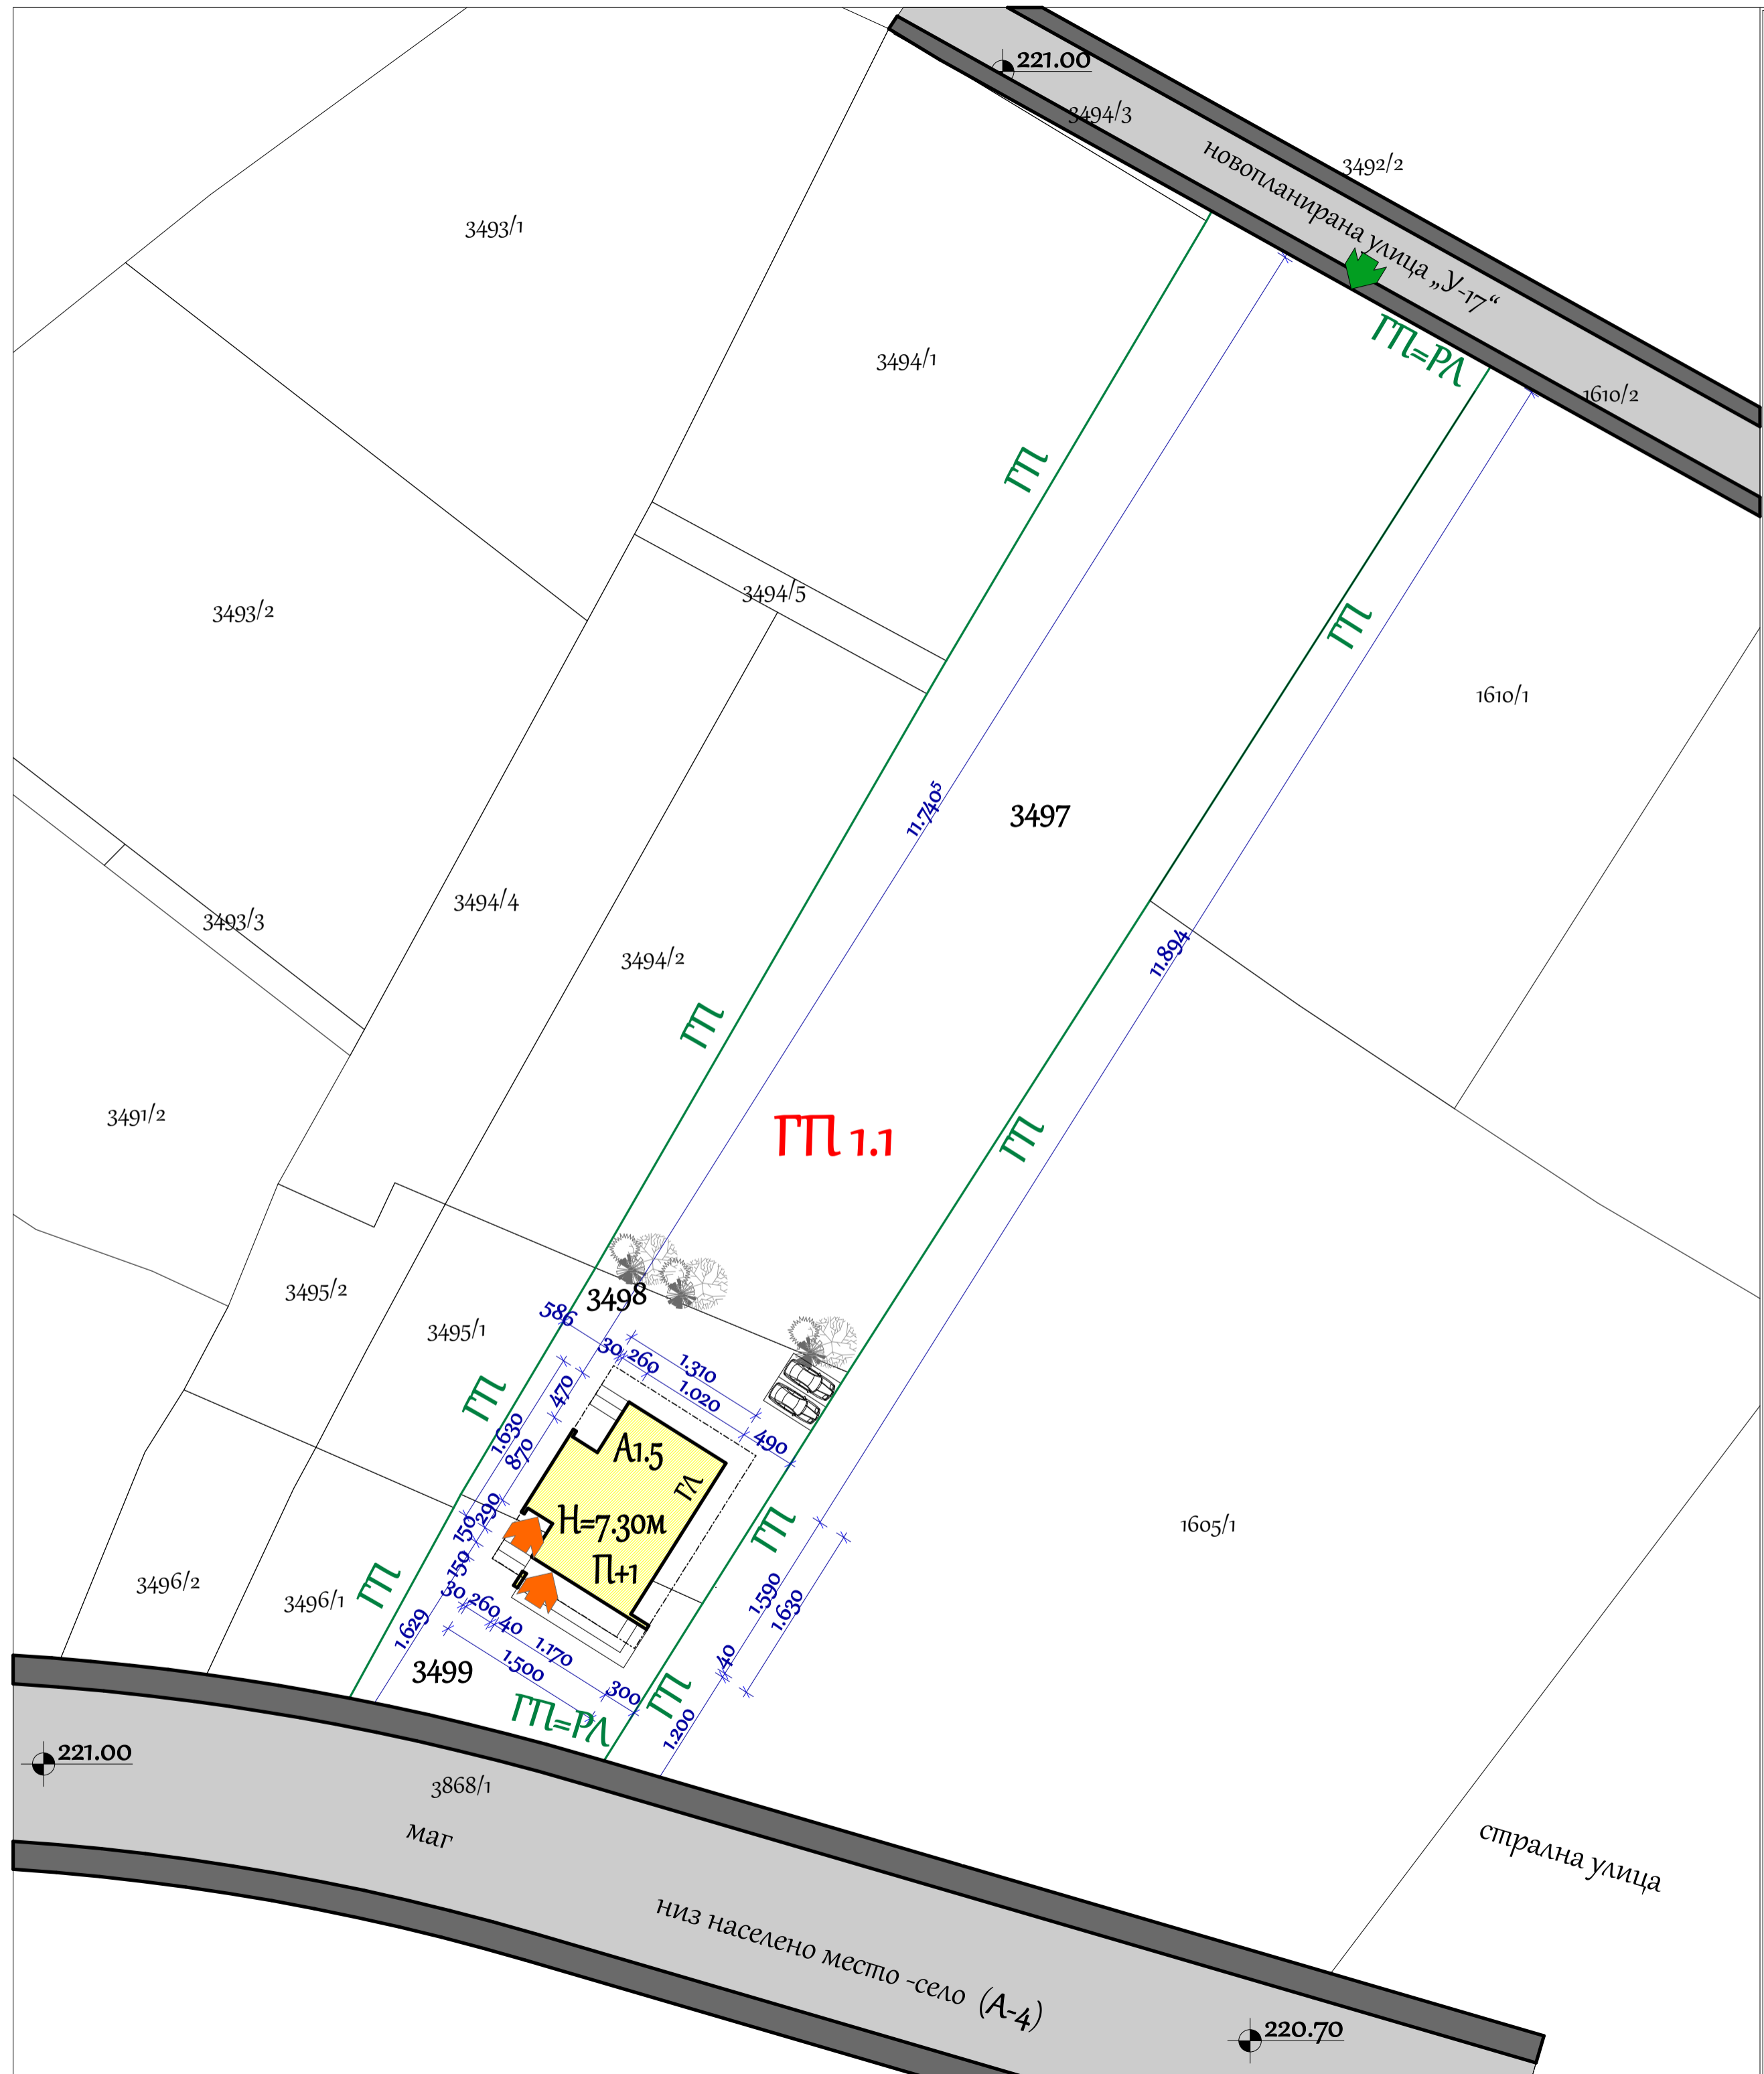 221.00
3494/3
3492/2
новопланирана улица „У-17“
3493/1
ГП=РЛ
3494/1
1610/2
ГП
3494/5
3493/2
ГП
1610/1
11.740⁵
3497
3494/4
3493/3
3494/2
11.894
ГП
3491/2
ГП 1.1
ГП
3495/2
3498
586
3495/1
30
260
1.310
1.020
470
ГП
1.630
870
490
А1.5
ГЛ
290
150
Н=7.30м
ГП
1605/1
150
П+1
3496/2
ГП
3496/1
30
260
40
1.590
1.630
1.629
1.170
1.500
40
3499
300
ГП
ГП=РЛ
1.200
221.00
3868/1
маг
стрална улица
низ населено место -село (А-4)
220.70